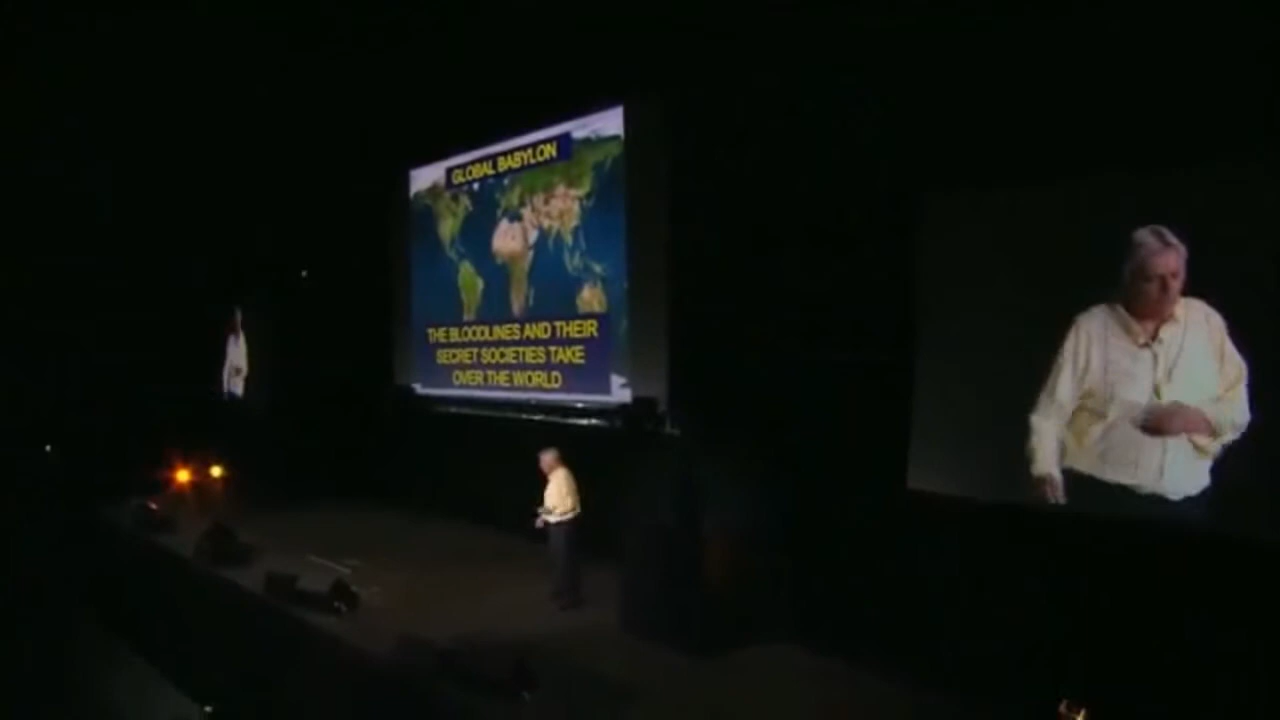 GLOBAL BABYLON
THE BLOODLINES AND THEIR
SECRET SOCIETIES TAKE
OVER THE WORLD